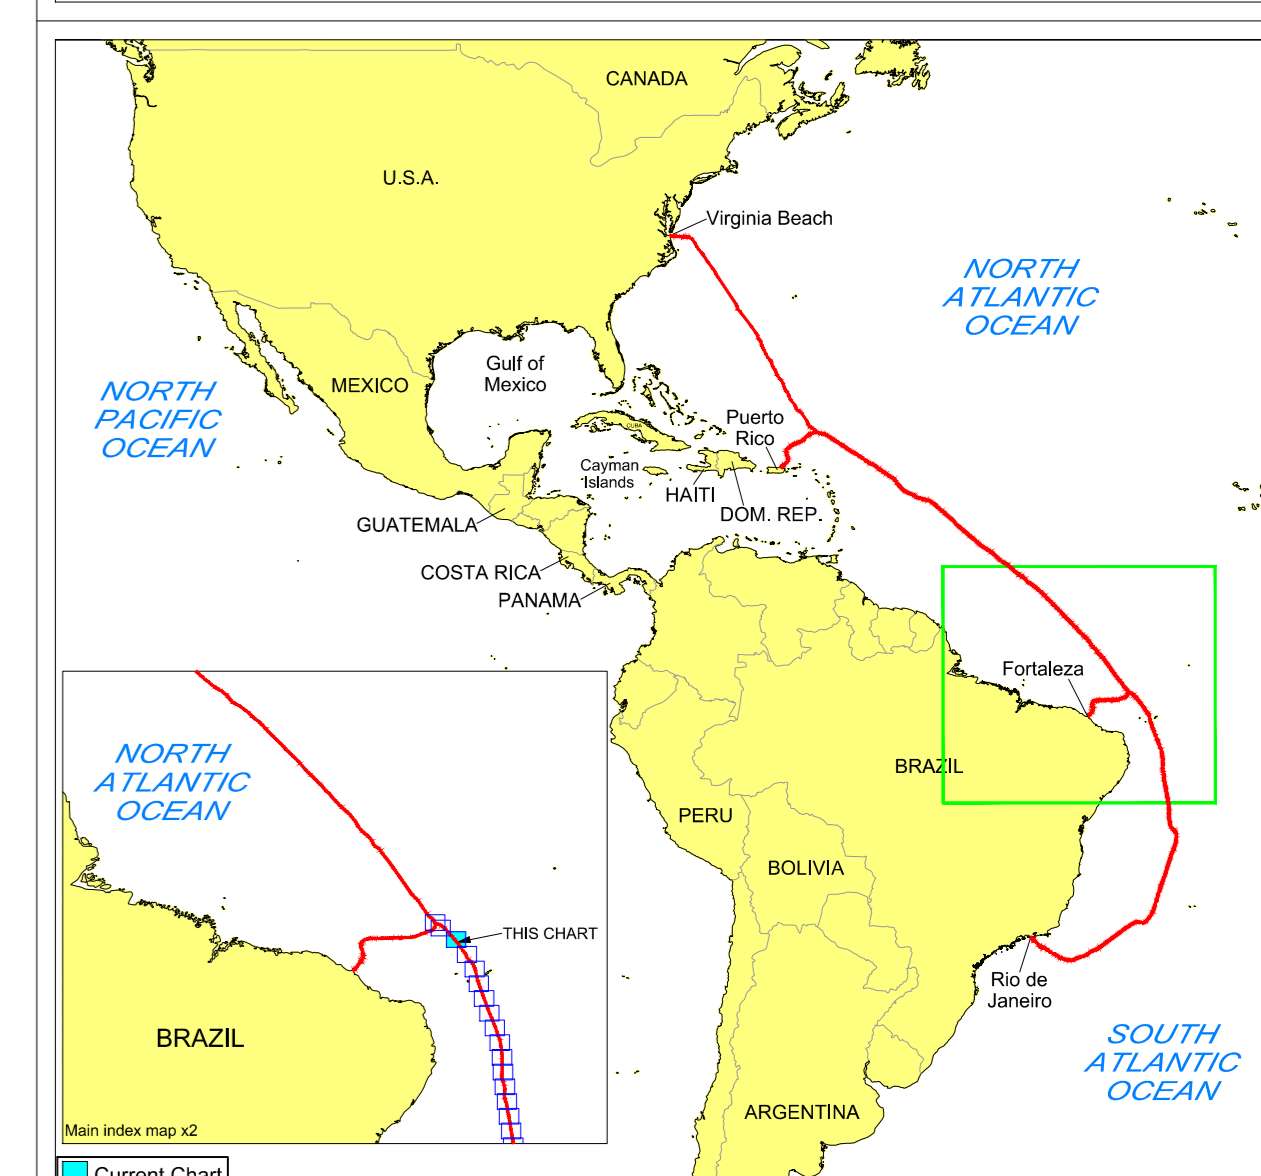 CANADA
U.S.A.
Virginia Beach
NORTH
ATLANTIC
OCEAN
Gulf of
Mexico
MEXICO
NORTH
PACIFIC
OCEAN
Puerto
Rico
CUBA
Cayman
Islands
HAITI
DOM. REP.
GUATEMALA
COSTA RICA
PANAMA
Fortaleza
BRAZIL
PERU
BOLIVIA
Rio de
Janeiro
SOUTH
ATLANTIC
OCEAN
ARGENTINA
NORTH
ATLANTIC
OCEAN
THIS CHART
BRAZIL
Main index map x2
Current Chart